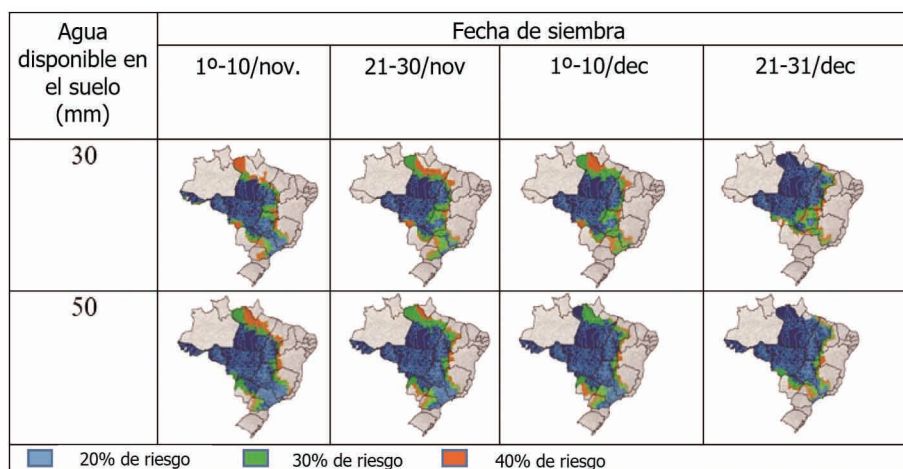 Agua
disponible en
el suelo
(mm)
Fecha de siembra
1º-10/nov.
21-30/nov
1º-10/dec
21-31/dec
30
50
20% de riesgo
30% de riesgo
40% de riesgo